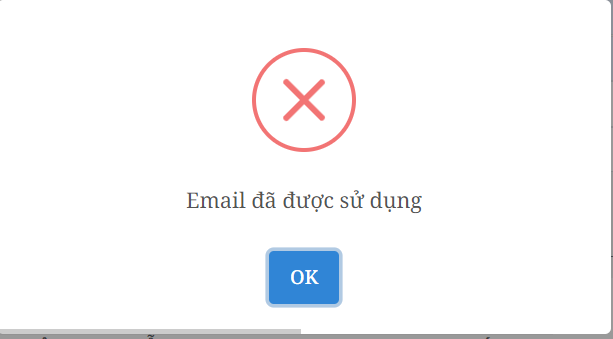 Email đã được sử dụng
OK